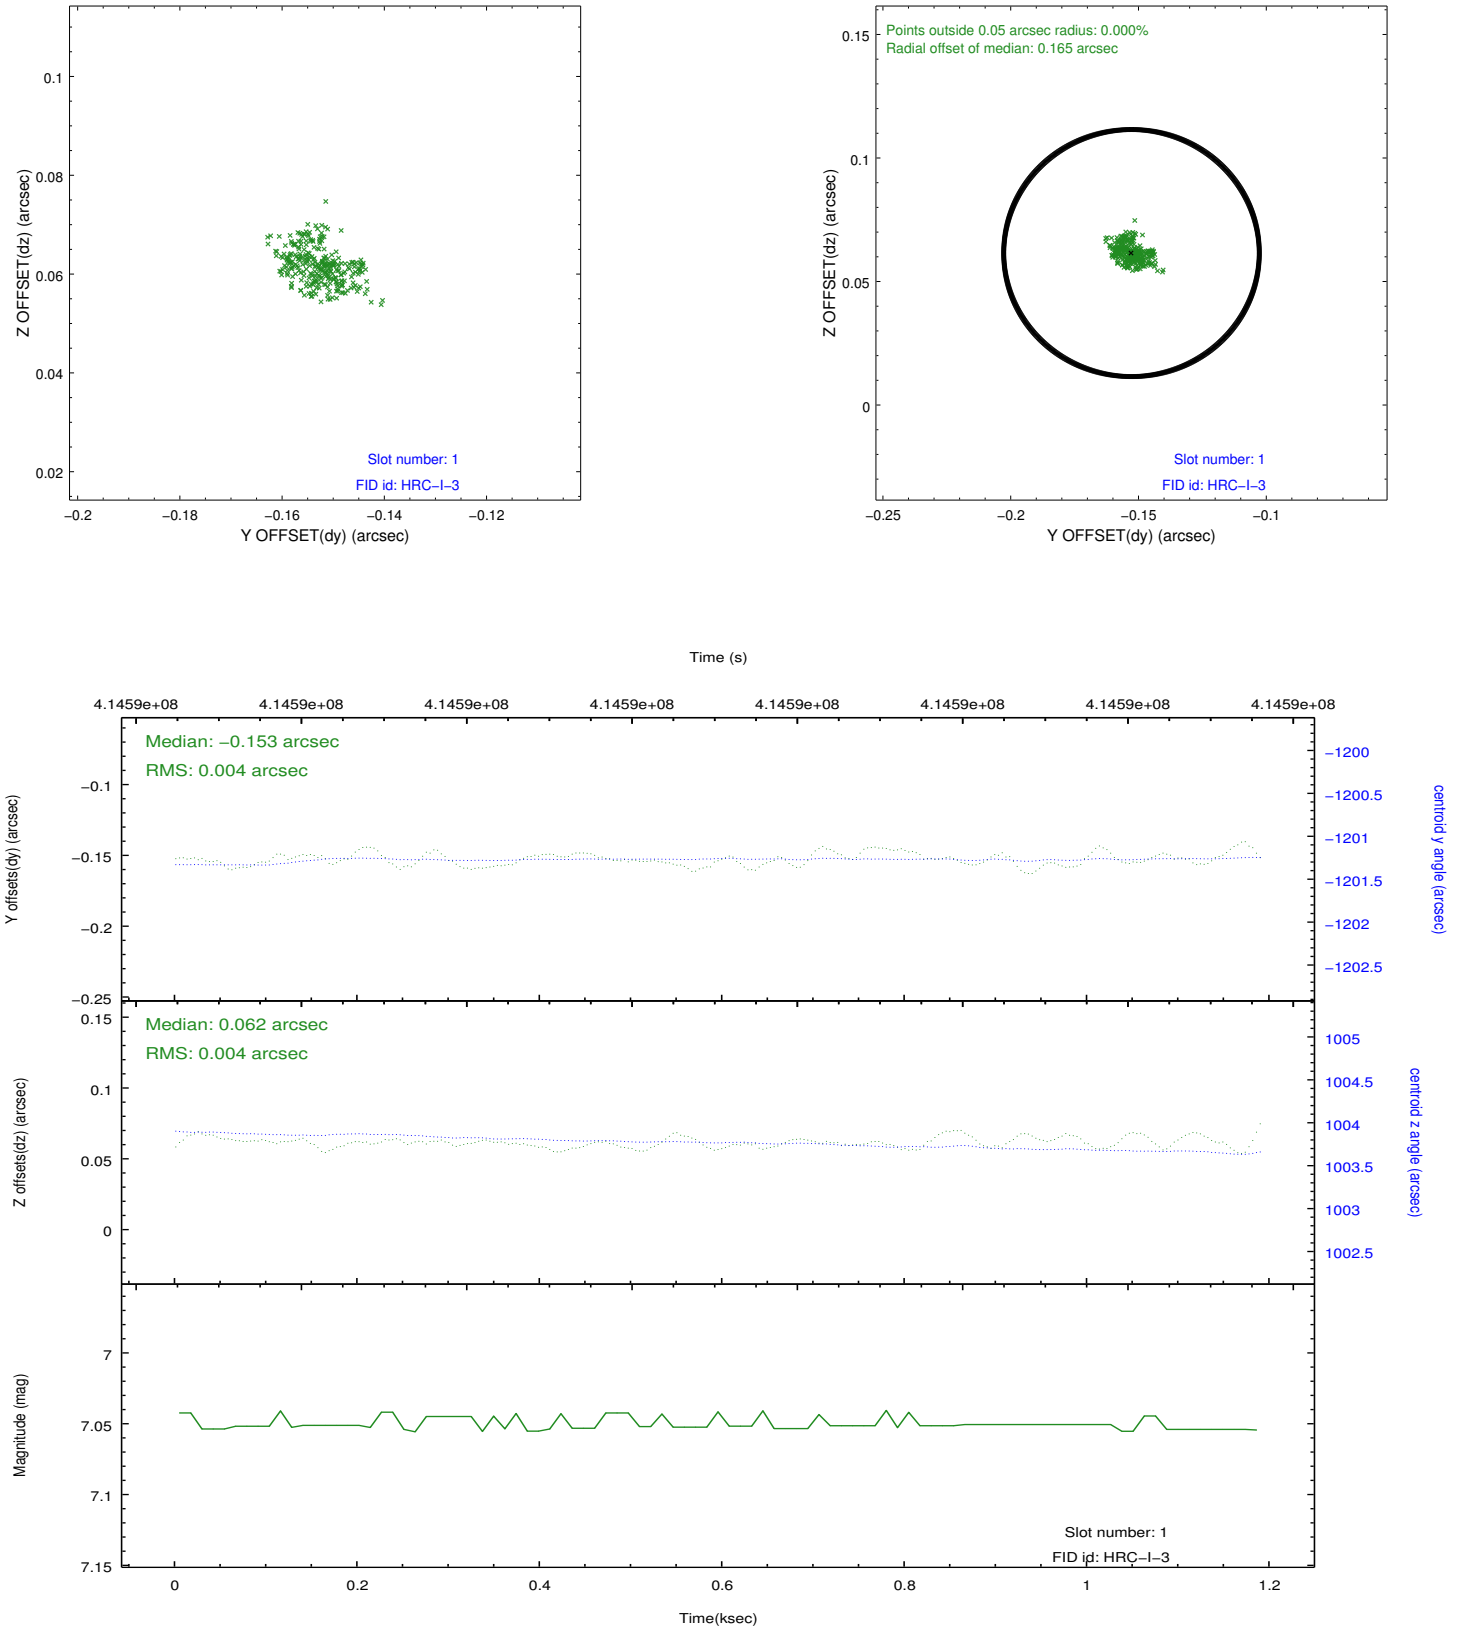 0.1
0.08
0.06
0.04
0.02
Z OFFSET(dz) (arcsec)
Slot number: 1
FID id: HRC−I−3
−0.2 −0.18 −0.16 −0.14 −0.12
Y OFFSET(dy) (arcsec)
Points outside 0.05 arcsec radius: 0.000%
Radial offset of median: 0.165 arcsec
0.15
0.1
0.05
0
Z OFFSET(dz) (arcsec)
Slot number: 1
FID id: HRC−I−3
−0.25 −0.2 −0.15 −0.1
Y OFFSET(dy) (arcsec)
Time (s)
4.1459e+08 4.1459e+08 4.1459e+08 4.1459e+08 4.1459e+08 4.1459e+08 4.1459e+08 4.1459e+08
Median: −0.153 arcsec
RMS: 0.004 arcsec
−0.1
−0.15
−0.2
−0.25
Y offsets(dy) (arcsec)
−1200
−1200.5
−1201
−1201.5
−1202
−1202.5
centroid y angle (arcsec)
Median: 0.062 arcsec
RMS: 0.004 arcsec
0.15
0.1
0.05
0
Z offsets(dz) (arcsec)
1005
1004.5
1004
1003.5
1003
1002.5
centroid z angle (arcsec)
7
7.05
7.1
7.15
Magnitude (mag)
Slot number: 1
FID id: HRC−I−3
0 0.2 0.4 0.6 0.8 1 1.2
Time(ksec)